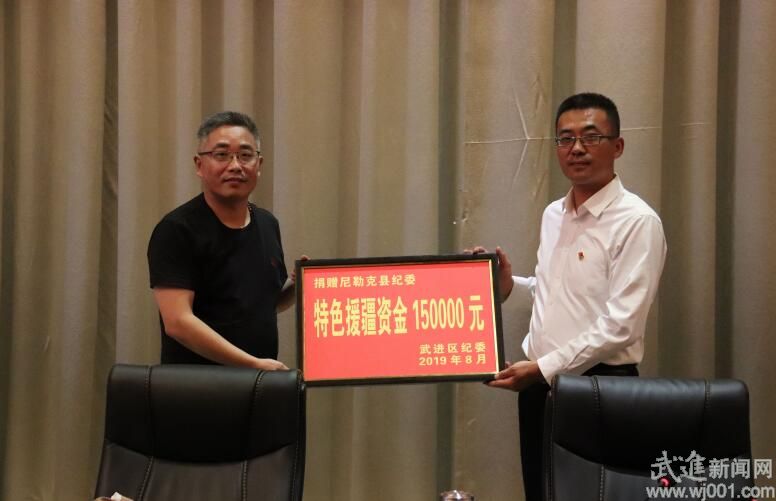 捐赠尼勒克县纪委
特色援疆资金 150000 元
武进区纪委
2019 年 8 月
武進新闻网
www.wj001.com